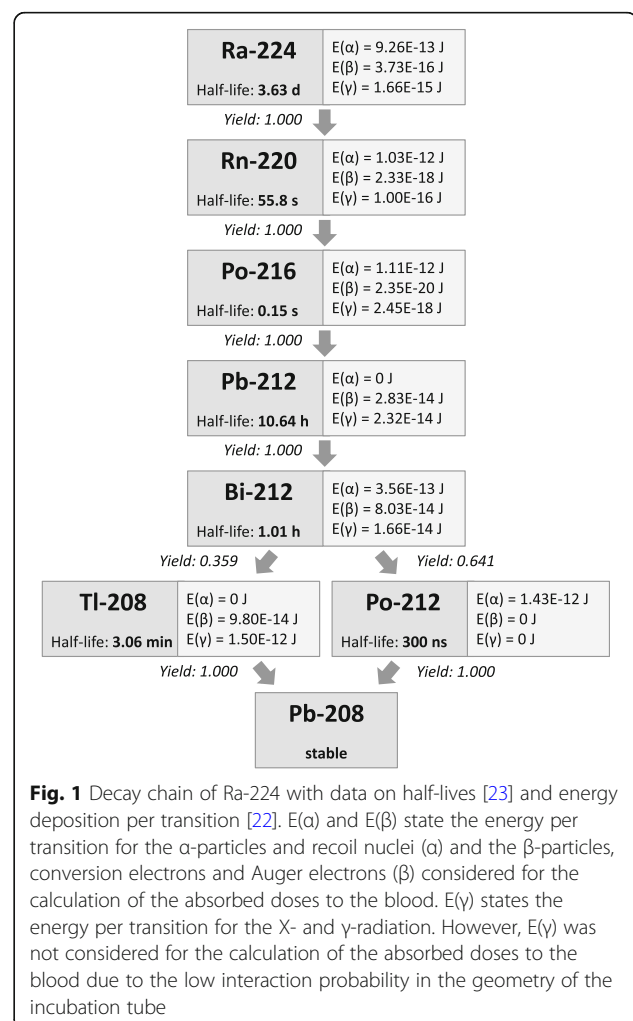 Ra-224
Half-life: 3.63 d
E(α) = 9.26E-13 J
E(β) = 3.73E-16 J
E(γ) = 1.66E-15 J
Yield: 1.000
Rn-220
Half-life: 55.8 s
E(α) = 1.03E-12 J
E(β) = 2.33E-18 J
E(γ) = 1.00E-16 J
Yield: 1.000
Po-216
Half-life: 0.15 s
E(α) = 1.11E-12 J
E(β) = 2.35E-20 J
E(γ) = 2.45E-18 J
Yield: 1.000
Pb-212
Half-life: 10.64 h
E(α) = 0 J
E(β) = 2.83E-14 J
E(γ) = 2.32E-14 J
Yield: 1.000
Bi-212
Half-life: 1.01 h
E(α) = 3.56E-13 J
E(β) = 8.03E-14 J
E(γ) = 1.66E-14 J
Yield: 0.359
Yield: 0.641
Tl-208
Half-life: 3.06 min
E(α) = 0 J
E(β) = 9.80E-14 J
E(γ) = 1.50E-12 J
Po-212
Half-life: 300 ns
E(α) = 1.43E-12 J
E(β) = 0 J
E(γ) = 0 J
Yield: 1.000
Yield: 1.000
Pb-208
stable
Fig. 1 Decay chain of Ra-224 with data on half-lives [23] and energy
deposition per transition [22]. E(α) and E(β) state the energy per
transition for the α-particles and recoil nuclei (α) and the β-particles,
conversion electrons and Auger electrons (β) considered for the
calculation of the absorbed doses to the blood. E(γ) states the
energy per transition for the X- and γ-radiation. However, E(γ) was
not considered for the calculation of the absorbed doses to the
blood due to the low interaction probability in the geometry of the
incubation tube